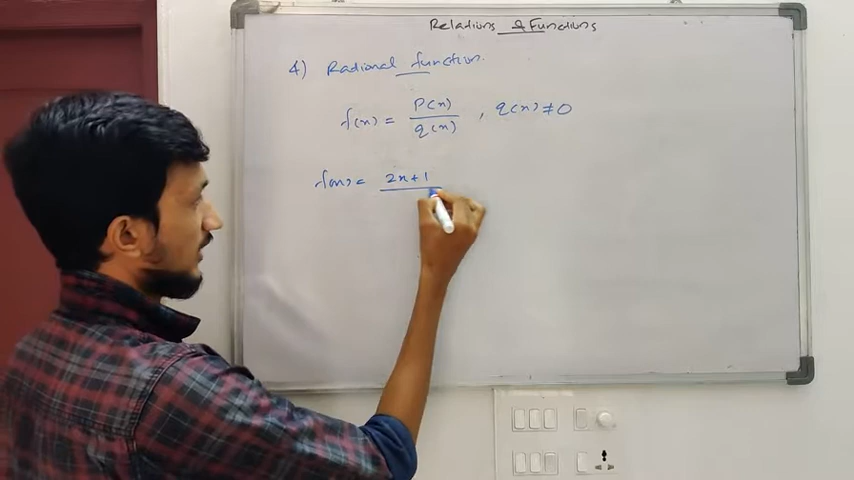 Relations & Functions
4) Rational function.
f(x) = P(x)/q(x) , q(x) ≠ 0
f(x) = 2x+1